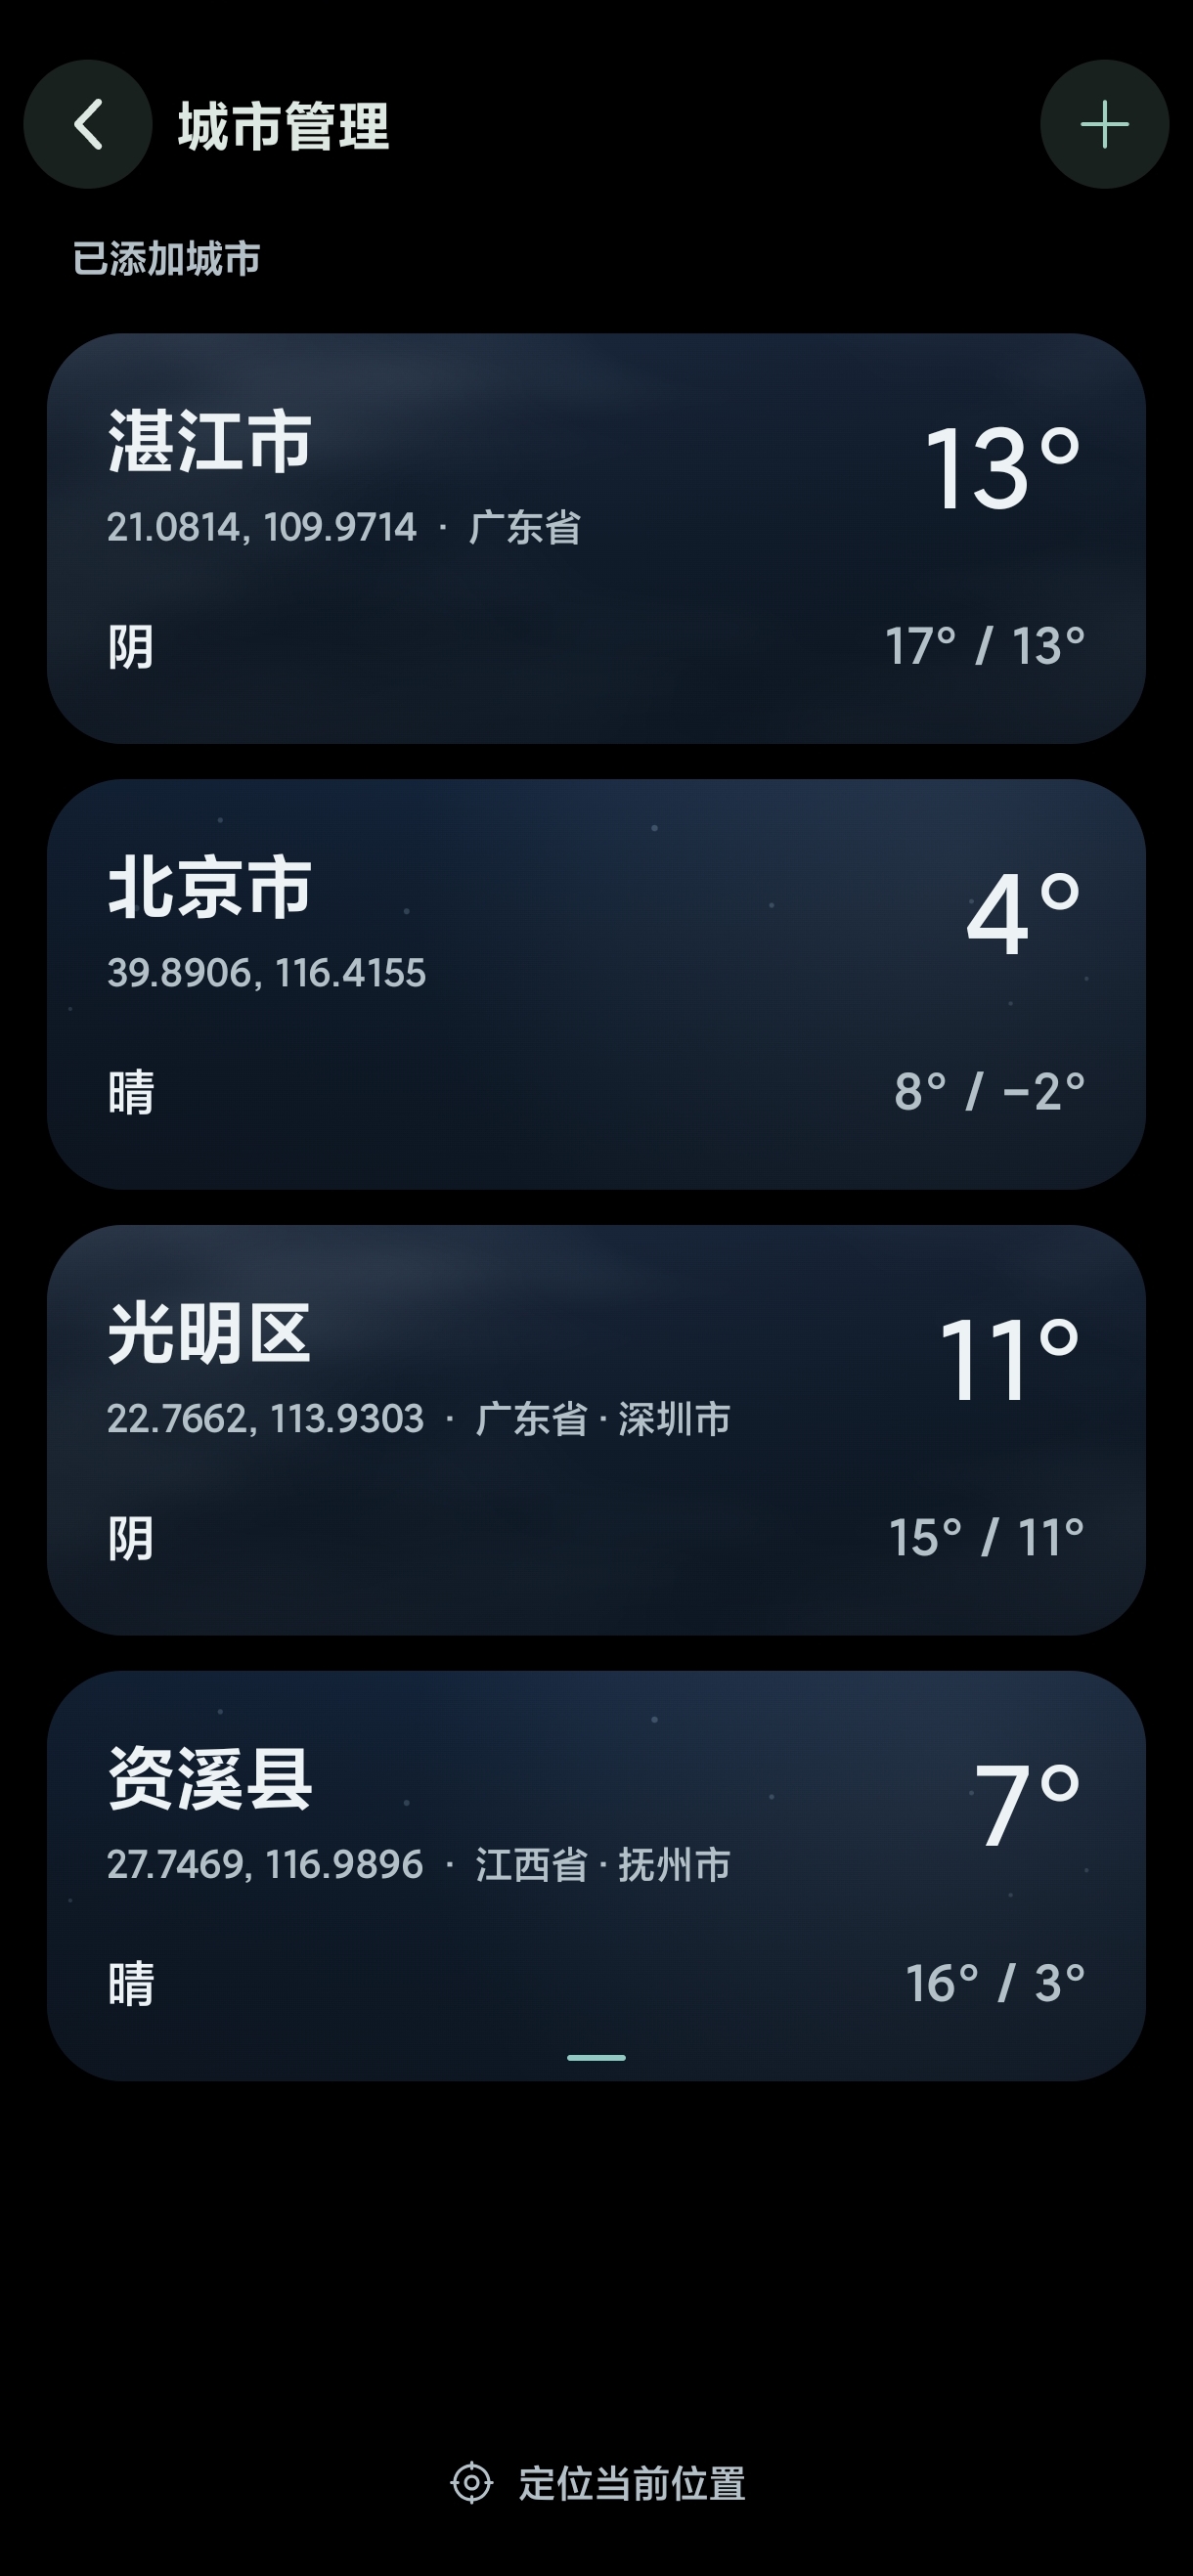 城市管理
已添加城市
湛江市
13°
21.0814, 109.9714 · 广东省
阴
17° / 13°
北京市
4°
39.8906, 116.4155
晴
8° / −2°
光明区
11°
22.7662, 113.9303 · 广东省 · 深圳市
阴
15° / 11°
资溪县
7°
27.7469, 116.9896 · 江西省 · 抚州市
晴
16° / 3°
定位当前位置